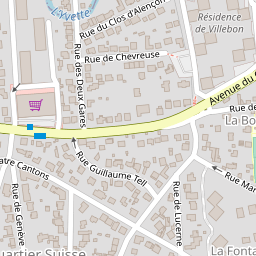 L'Yvette
Rue du Clos d'Alençon
Résidence
de Villebon
Rue de Chevreuse
Rue des Deux Gares
Avenue du
Rue de
La Bo
atre Cantons
Rue Guillaume Tell
Rue Mar
Rue de Lucerne
Rue de Genève
uartier Suisse
La Fonta